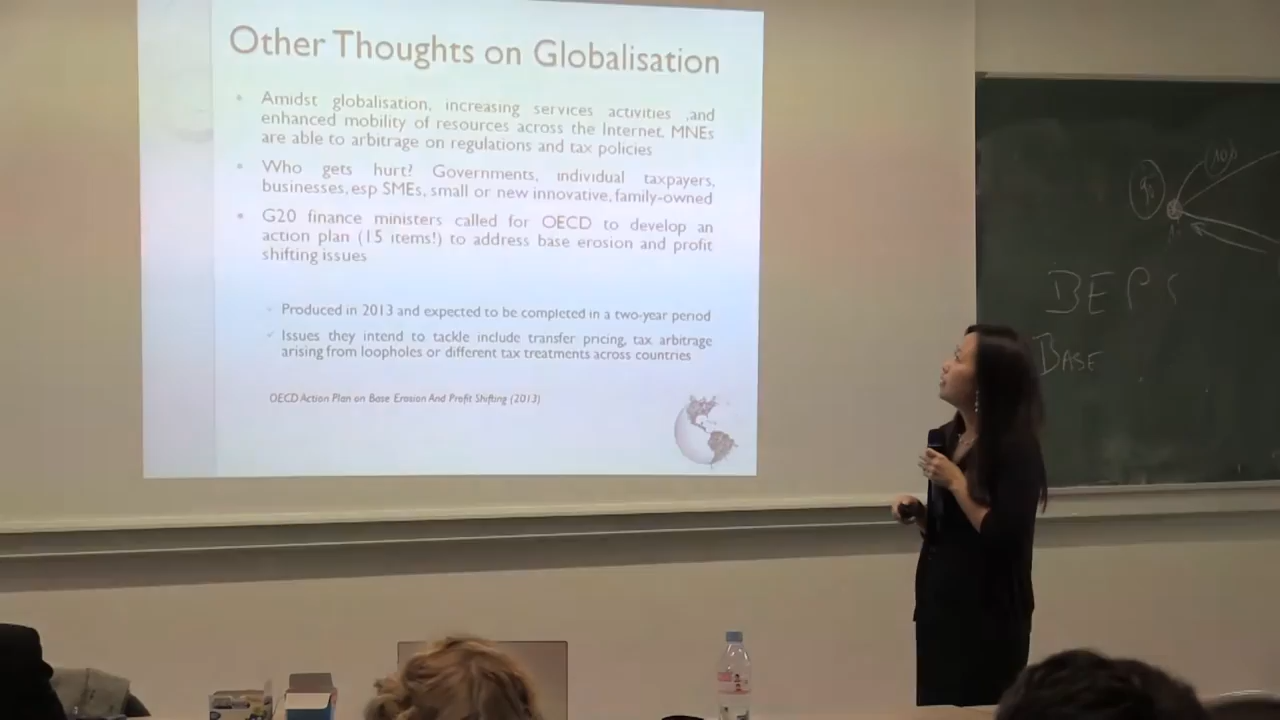 Other Thoughts on Globalisation
Amidst globalisation, increasing services activities ,and
enhanced mobility of resources across the Internet, MNEs
are able to arbitrage on regulations and tax policies
Who gets hurt? Governments, individual taxpayers,
businesses, esp SMEs, small or new innovative, family-owned
G20 finance ministers called for OECD to develop an
action plan (15 items!) to address base erosion and profit
shifting issues
Produced in 2013 and expected to be completed in a two-year period
Issues they intend to tackle include transfer pricing, tax arbitrage
arising from loopholes or different tax treatments across countries
OECD Action Plan on Base Erosion And Profit Shifting (2013)
BEPS
BASE